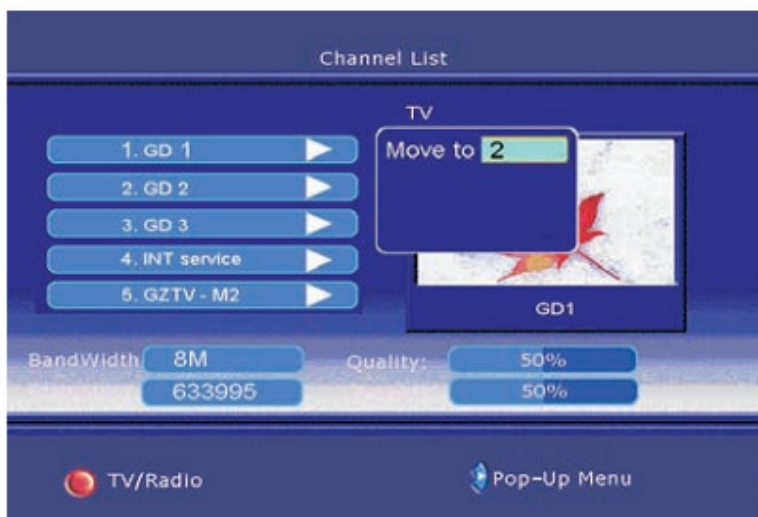 Channel List
TV
1. GD 1
2. GD 2
3. GD 3
4. INT service
5. GZTV - M2
Move to 2
GD1
BandWidth 8M Quality: 50%
633995 50%
TV/Radio Pop-Up Menu